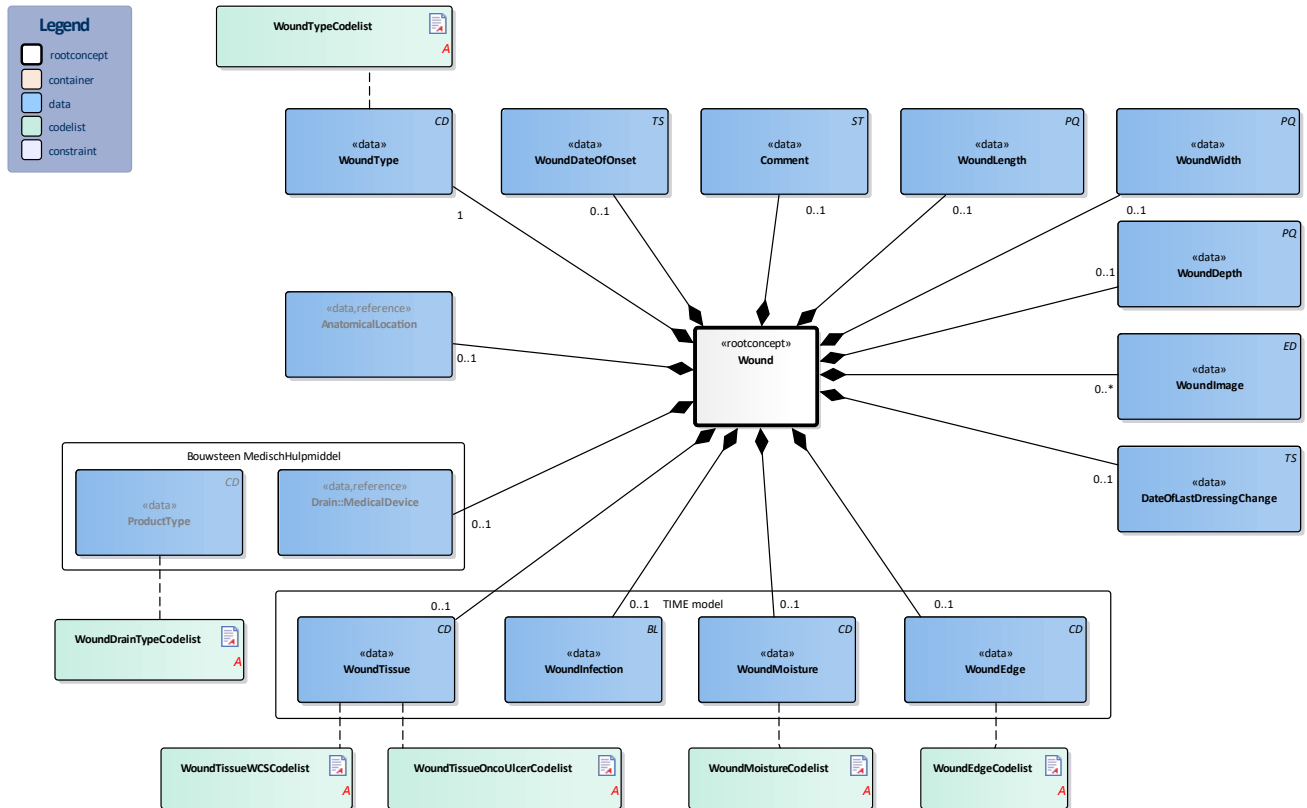 Legend
rootconcept
container
data
codelist
constraint
WoundTypeCodelist
A
CD
«data»
WoundType
TS
«data»
WoundDateOfOnset
ST
«data»
Comment
PQ
«data»
WoundLength
PQ
«data»
WoundWidth
1
0..1
0..1
0..1
0..1
PQ
«data»
WoundDepth
0..1
«data,reference»
AnatomicalLocation
0..1
«rootconcept»
Wound
ED
«data»
WoundImage
0..*
TS
«data»
DateOfLastDressingChange
0..1
Bouwsteen MedischHulpmiddel
CD
«data»
ProductType
«data,reference»
Drain::MedicalDevice
0..1
TIME model
0..1
0..1
0..1
0..1
CD
«data»
WoundTissue
BL
«data»
WoundInfection
CD
«data»
WoundMoisture
CD
«data»
WoundEdge
WoundDrainTypeCodelist
A
WoundTissueWCSCodelist
A
WoundTissueOncoUlcerCodelist
A
WoundMoistureCodelist
A
WoundEdgeCodelist
A